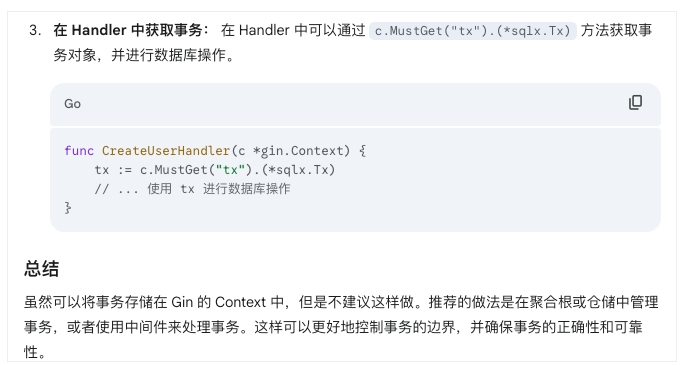 3. 在 Handler 中获取事务： 在 Handler 中可以通过 c.MustGet("tx").(*sqlx.Tx) 方法获取事
务对象，并进行数据库操作。
Go
func CreateUserHandler(c *gin.Context) {
    tx := c.MustGet("tx").(*sqlx.Tx)
    // ... 使用 tx 进行数据库操作
}
总结
虽然可以将事务存储在 Gin 的 Context 中，但是不建议这样做。推荐的做法是在聚合根或仓储中管理
事务，或者使用中间件来处理事务。这样可以更好地控制事务的边界，并确保事务的正确性和可靠
性。